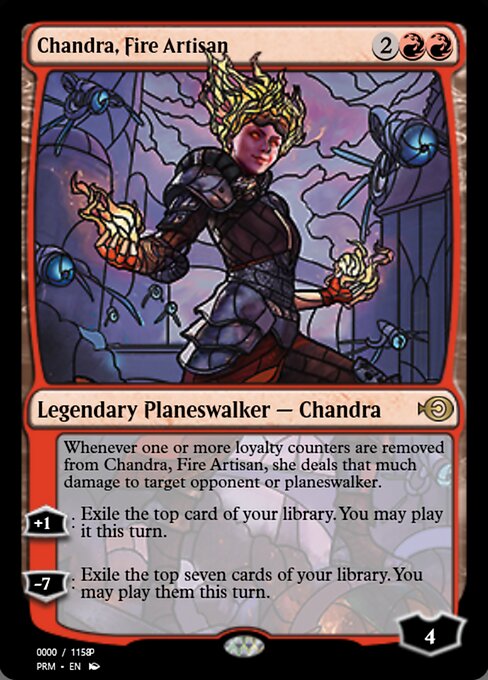 Chandra, Fire Artisan 2
Legendary Planeswalker — Chandra
Whenever one or more loyalty counters are removed
from Chandra, Fire Artisan, she deals that much
damage to target opponent or planeswalker.
+1 : Exile the top card of your library. You may play
it this turn.
-7 : Exile the top seven cards of your library. You
may play them this turn.
4
0000 / 1158P
PRM • EN